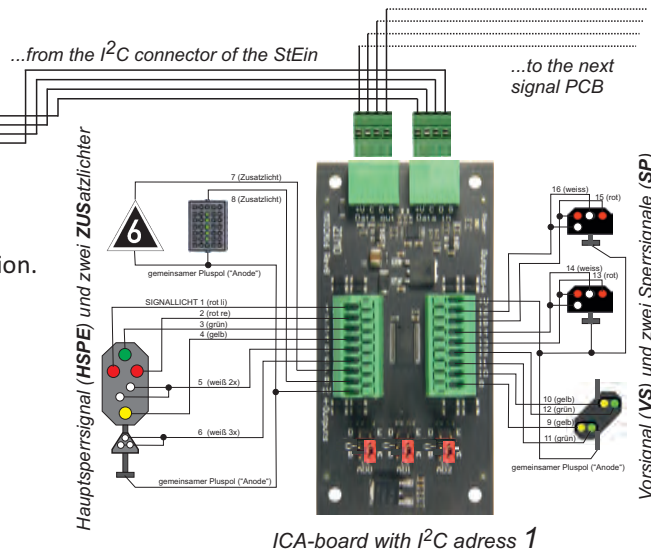 ...from the I²C connector of the StEin
...to the next
signal PCB
ion.
Hauptsperrsignal (HSPE) und zwei ZUSatzlichter
7 (Zusatzlicht)
8 (Zusatzlicht)
6
gemeinsamer Pluspol ("Anode")
SIGNALLICHT 1 (rot li)
2 (rot re)
3 (grün)
4 (gelb)
5 (weiß 2x)
6 (weiß 3x)
gemeinsamer Pluspol ("Anode")
Data out
Data in
16 (weiss)
15 (rot)
14 (weiss)
13 (rot)
10 (gelb)
12 (grün)
9 (gelb)
11 (grün)
gemeinsamer Pluspol ("Anode")
Vorsignal (VS) und zwei Sperrsignale (SP)
ICA-board with I²C adress 1